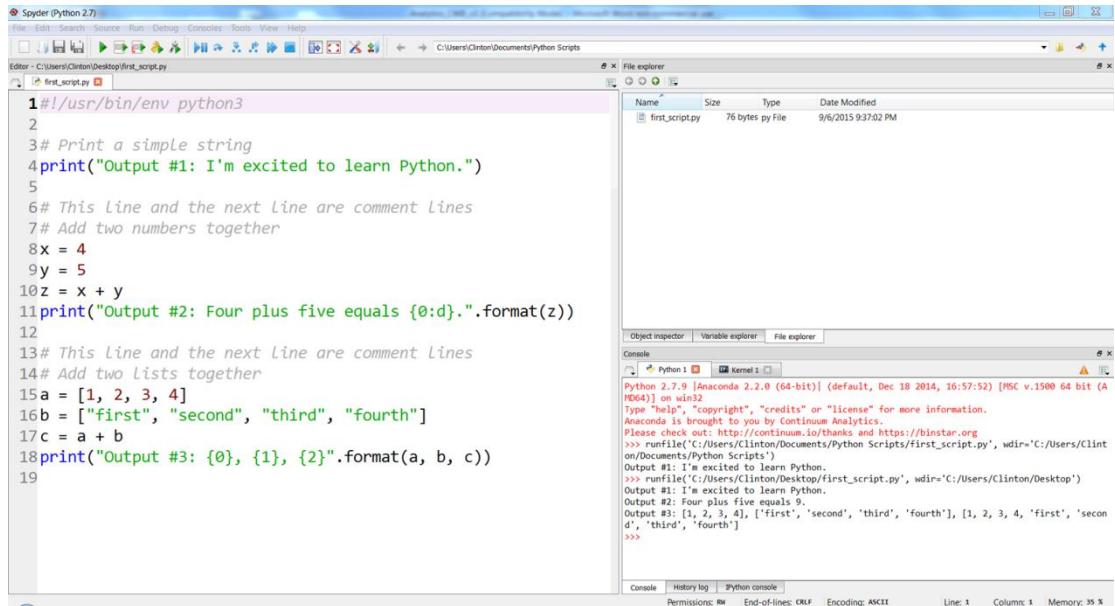 Spyder (Python 2.7)
File Edit Search Source Run Debug Consoles Tools View Help
C:\Users\Clinton\Documents\Python Scripts
Editor - C:\Users\Clinton\Desktop\first_script.py
first_script.py
1 #!/usr/bin/env python3
2
3 # Print a simple string
4 print("Output #1: I'm excited to learn Python.")
5
6 # This line and the next line are comment lines
7 # Add two numbers together
8 x = 4
9 y = 5
10 z = x + y
11 print("Output #2: Four plus five equals {0:d}.".format(z))
12
13 # This line and the next line are comment lines
14 # Add two lists together
15 a = [1, 2, 3, 4]
16 b = ["first", "second", "third", "fourth"]
17 c = a + b
18 print("Output #3: {0}, {1}, {2}".format(a, b, c))
19
File explorer
Name Size Type Date Modified
first_script.py 76 bytes py File 9/6/2015 9:37:02 PM
Object inspector Variable explorer File explorer
Console
Python 1 Kernel 1
Python 2.7.9 |Anaconda 2.2.0 (64-bit)| (default, Dec 18 2014, 16:57:52) [MSC v.1500 64 bit (A
MD64)] on win32
Type "help", "copyright", "credits" or "license" for more information.
Anaconda is brought to you by Continuum Analytics.
Please check out: http://continuum.io/thanks and https://binstar.org
>>> runfile('C:/Users/Clinton/Documents/Python Scripts/first_script.py', wdir='C:/Users/Clint
on/Documents/Python Scripts')
Output #1: I'm excited to learn Python.
>>> runfile('C:/Users/Clinton/Desktop/first_script.py', wdir='C:/Users/Clinton/Desktop')
Output #1: I'm excited to learn Python.
Output #2: Four plus five equals 9.
Output #3: [1, 2, 3, 4], ['first', 'second', 'third', 'fourth'], [1, 2, 3, 4, 'first', 'secon
d', 'third', 'fourth']
>>>
Console History log IPython console
Permissions: RW End-of-lines: CRLF Encoding: ASCII Line: 1 Column: 1 Memory: 35 %